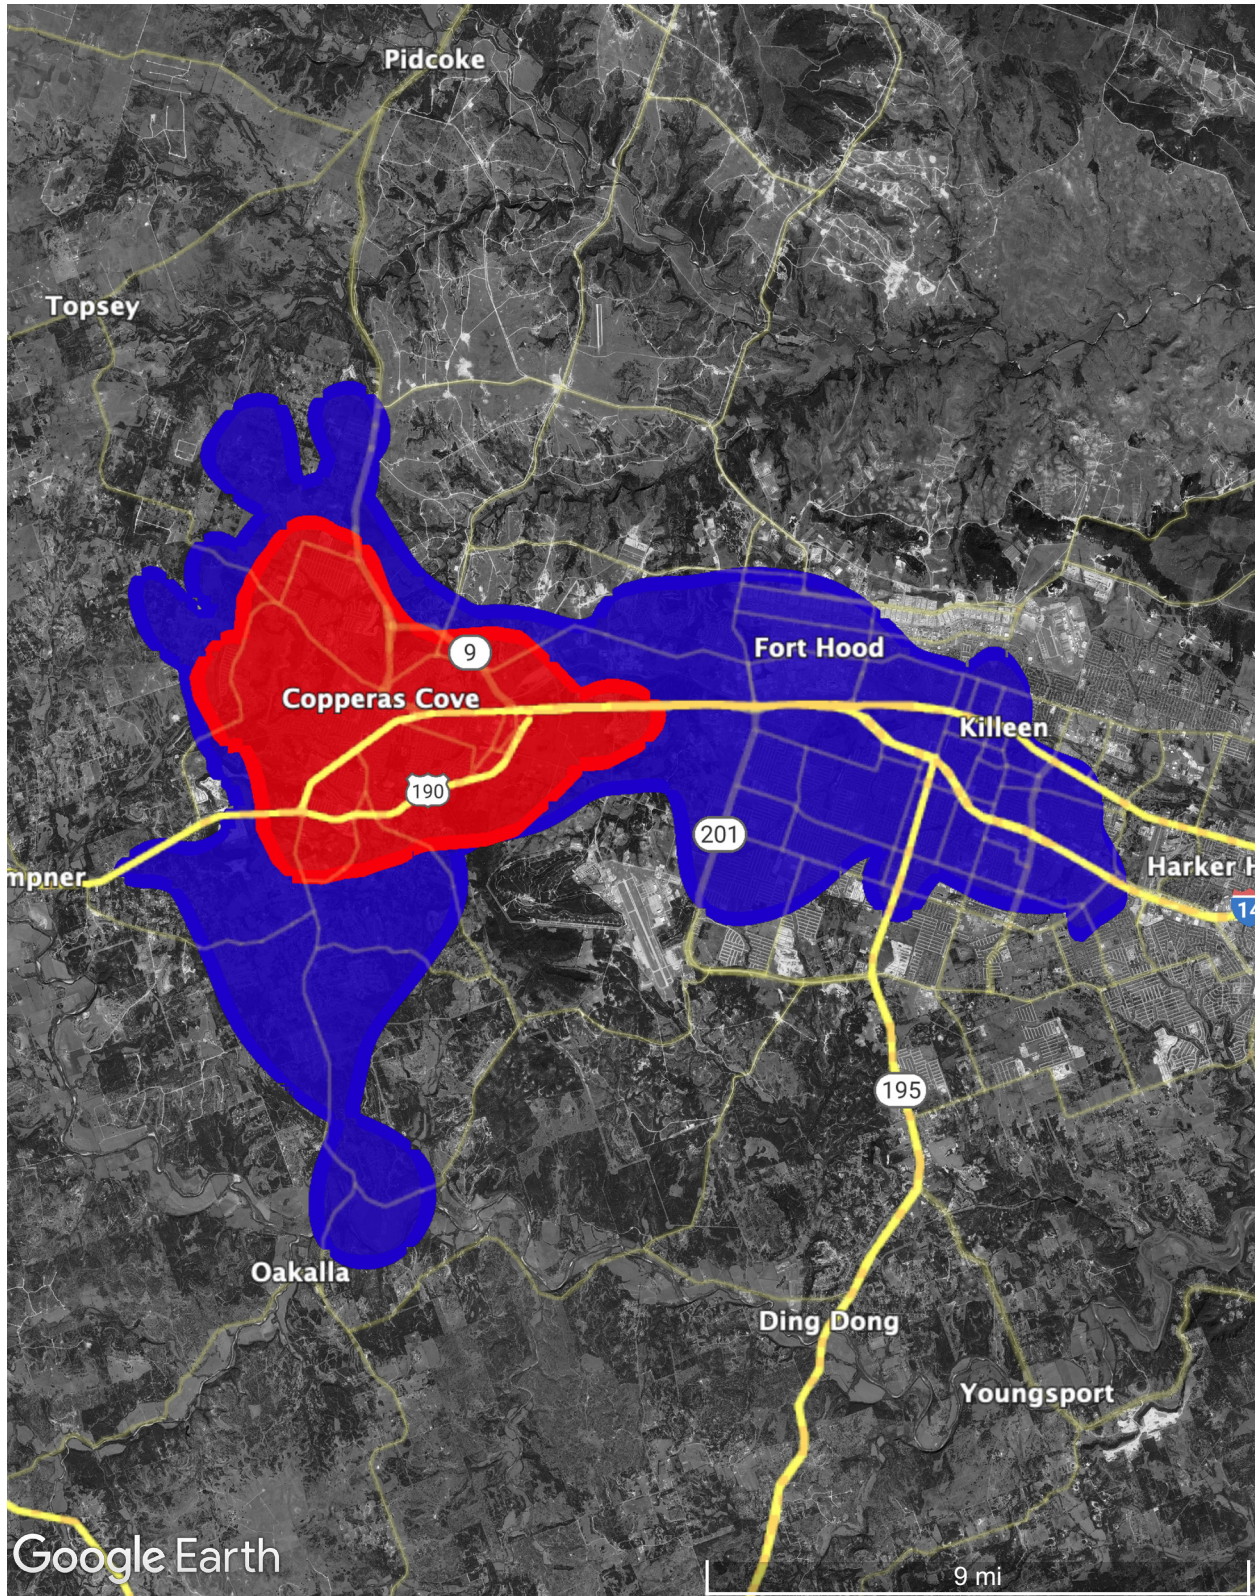 Pidcoke
Topsey
9
Fort Hood
Copperas Cove
Killeen
190
201
mpner
Harker H
14
195
Oakalla
Ding Dong
Youngsport
Google Earth
9 mi